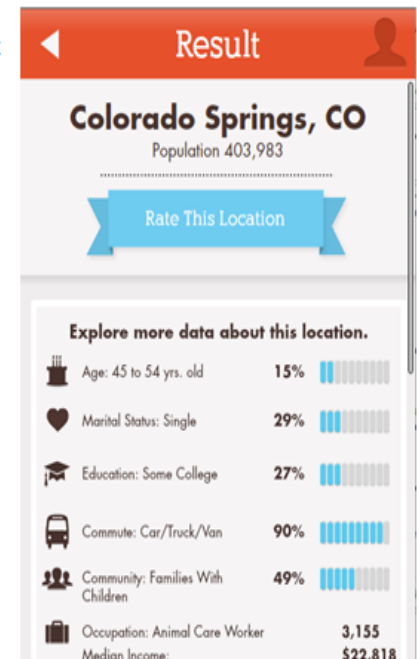 Result
Colorado Springs, CO
Population 403,983
Rate This Location
Explore more data about this location.
Age: 45 to 54 yrs. old 15%
Marital Status: Single 29%
Education: Some College 27%
Commute: Car/Truck/Van 90%
Community: Families With 49%
Children
Occupation: Animal Care Worker 3,155
Median Income: $22,818